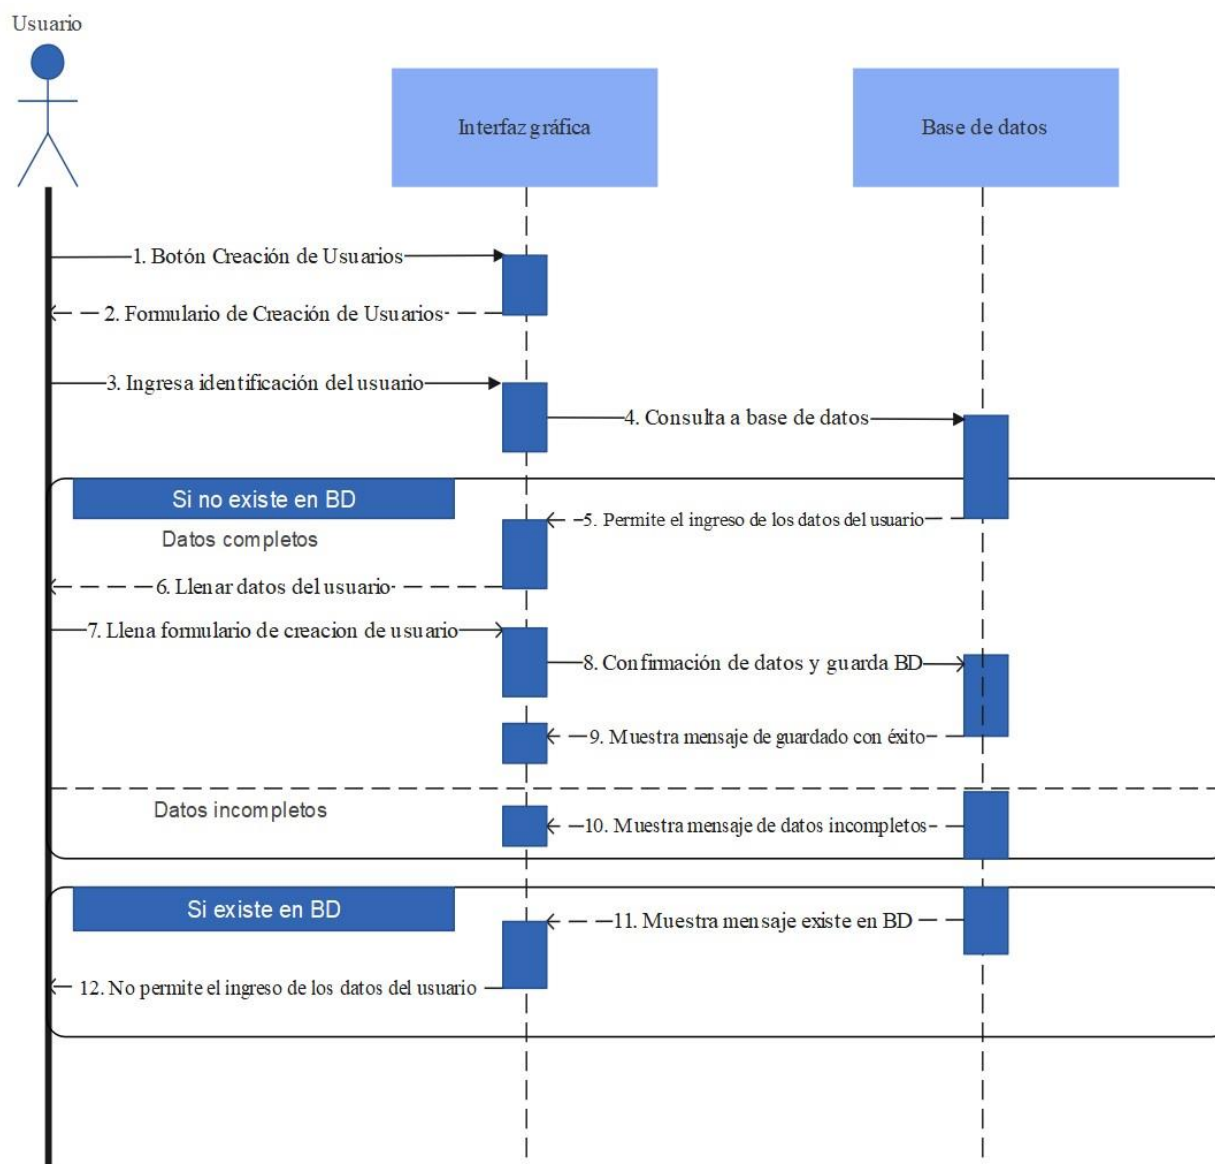 Usuario
Interfaz gráfica
Base de datos
1. Botón Creación de Usuarios
2. Formulario de Creación de Usuarios
3. Ingresa identificación del usuario
4. Consulta a base de datos
Si no existe en BD
5. Permite el ingreso de los datos del usuario
Datos completos
6. Llenar datos del usuario
7. Llena formulario de creacion de usuario
8. Confirmación de datos y guarda BD
9. Muestra mensaje de guardado con éxito
Datos incompletos
10. Muestra mensaje de datos incompletos
Si existe en BD
11. Muestra mensaje existe en BD
12. No permite el ingreso de los datos del usuario